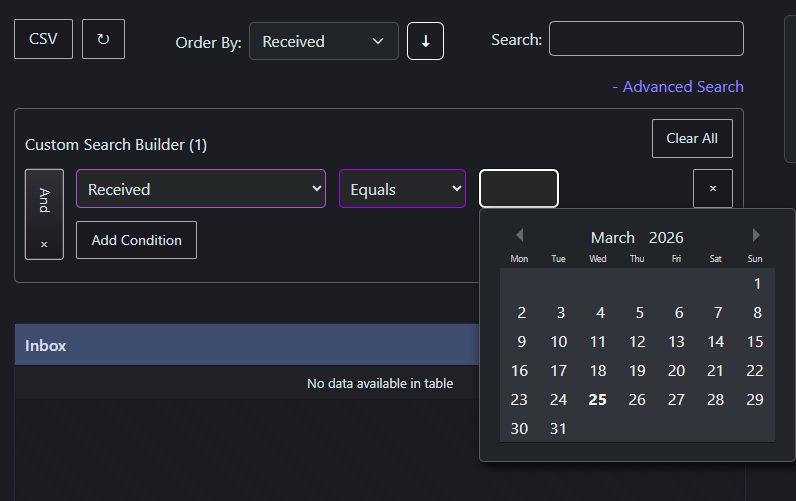 CSV ↻ Order By: Received ↓ Search:
- Advanced Search
Custom Search Builder (1) Clear All
And × Received Equals ×
Add Condition
March 2026
Mon Tue Wed Thu Fri Sat Sun
1
2 3 4 5 6 7 8
9 10 11 12 13 14 15
16 17 18 19 20 21 22
23 24 25 26 27 28 29
30 31
Inbox
No data available in table